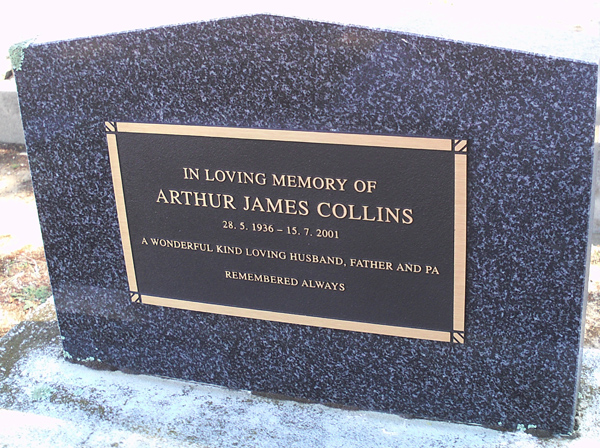 IN LOVING MEMORY OF
ARTHUR JAMES COLLINS
28. 5. 1936 – 15. 7. 2001
A WONDERFUL KIND LOVING HUSBAND, FATHER AND PA
REMEMBERED ALWAYS